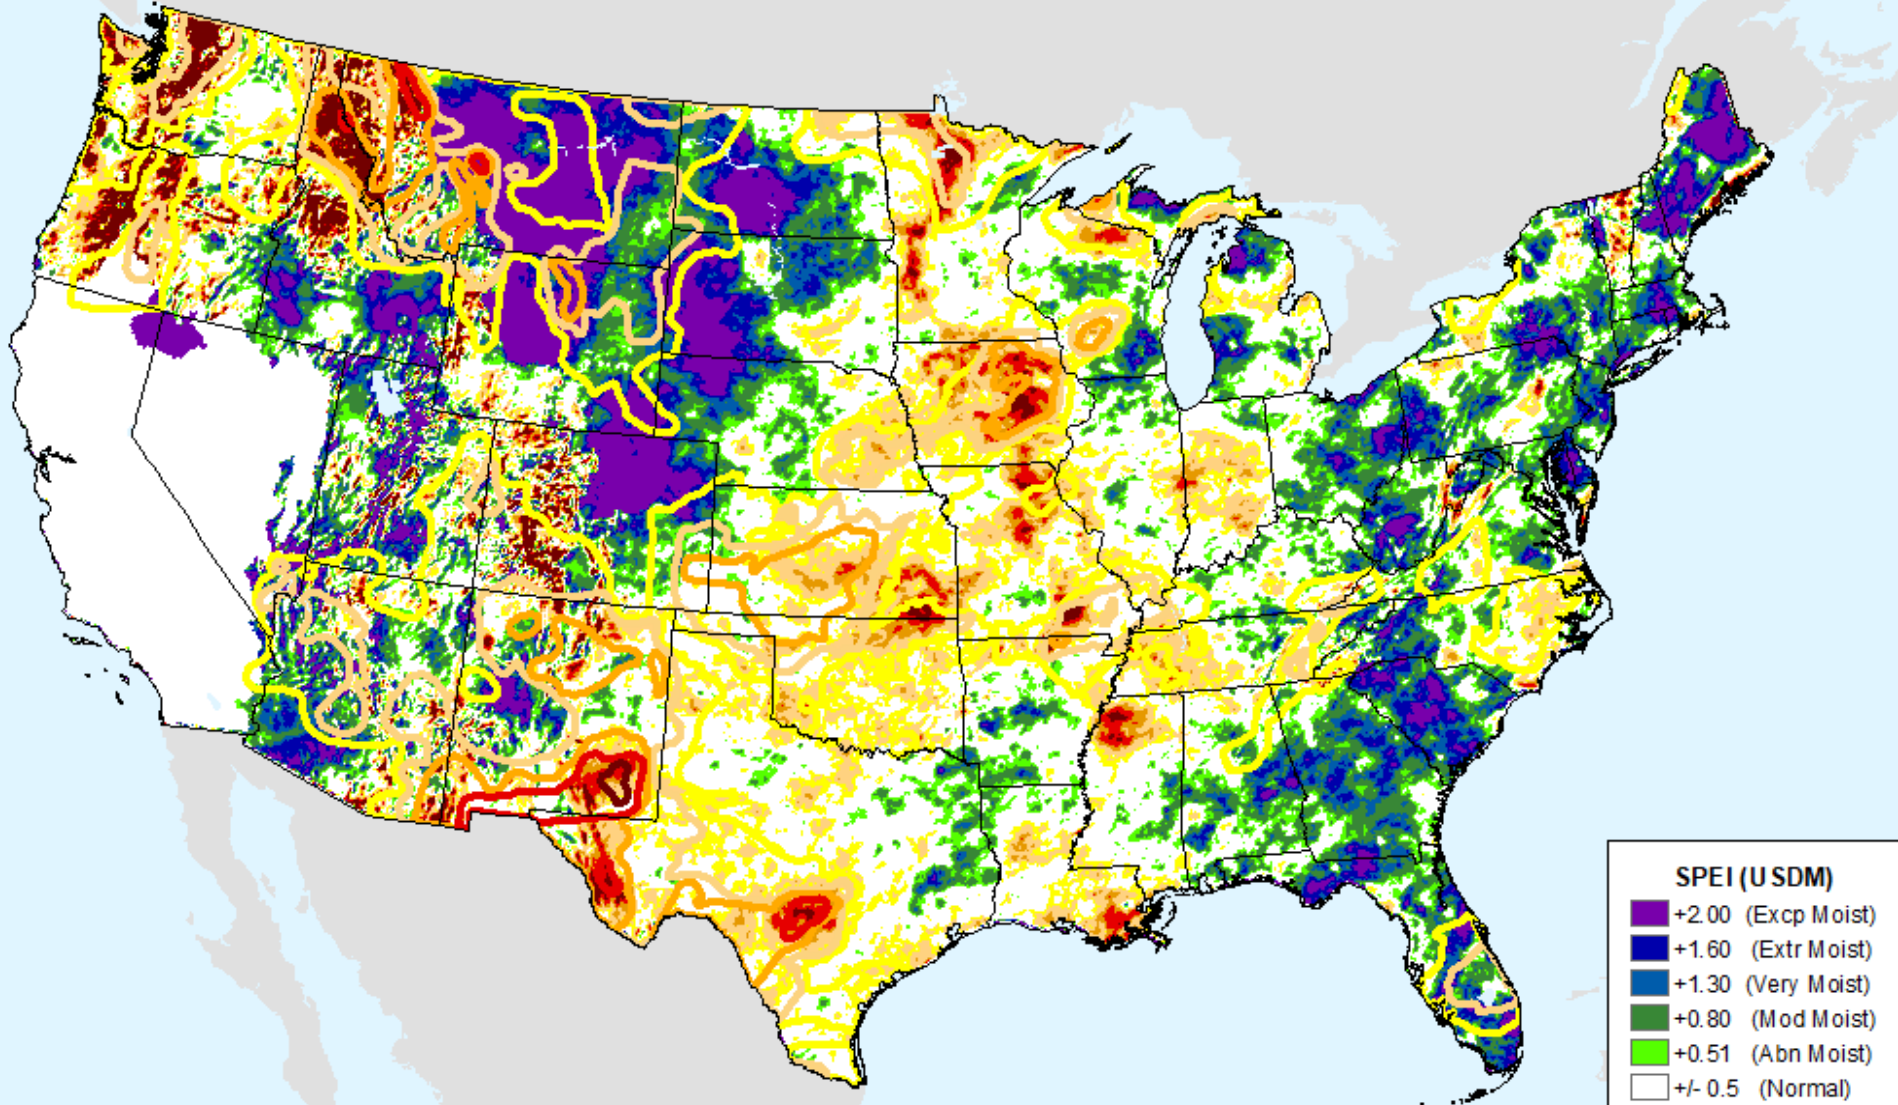 SPEI (USDM)
+2.00 (Excp Moist)
+1.60 (Extr Moist)
+1.30 (Very Moist)
+0.80 (Mod Moist)
+0.51 (Abn Moist)
+/- 0.5 (Normal)